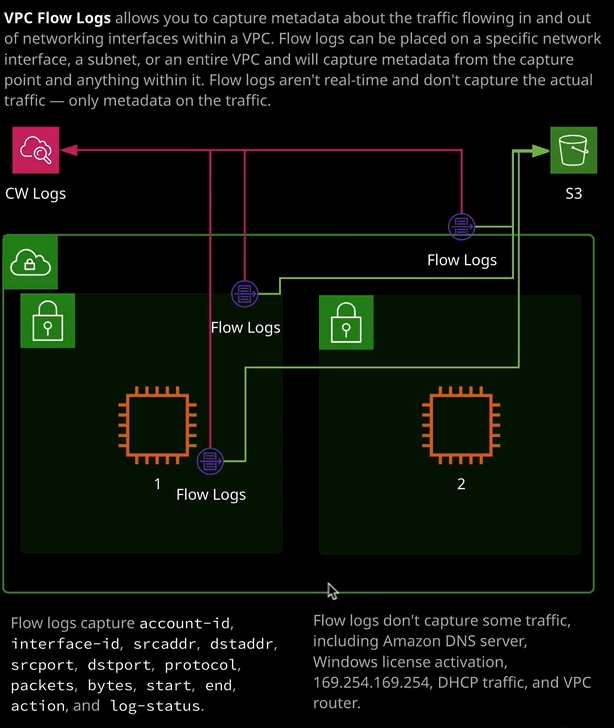 VPC Flow Logs allows you to capture metadata about the traffic flowing in and out
of networking interfaces within a VPC. Flow logs can be placed on a specific network
interface, a subnet, or an entire VPC and will capture metadata from the capture
point and anything within it. Flow logs aren't real-time and don't capture the actual
traffic — only metadata on the traffic.
CW Logs
S3
Flow Logs
Flow Logs
1
Flow Logs
2
Flow logs capture account-id,
interface-id, srcaddr, dstaddr,
srcport, dstport, protocol,
packets, bytes, start, end,
action, and log-status.
Flow logs don't capture some traffic,
including Amazon DNS server,
Windows license activation,
169.254.169.254, DHCP traffic, and VPC
router.